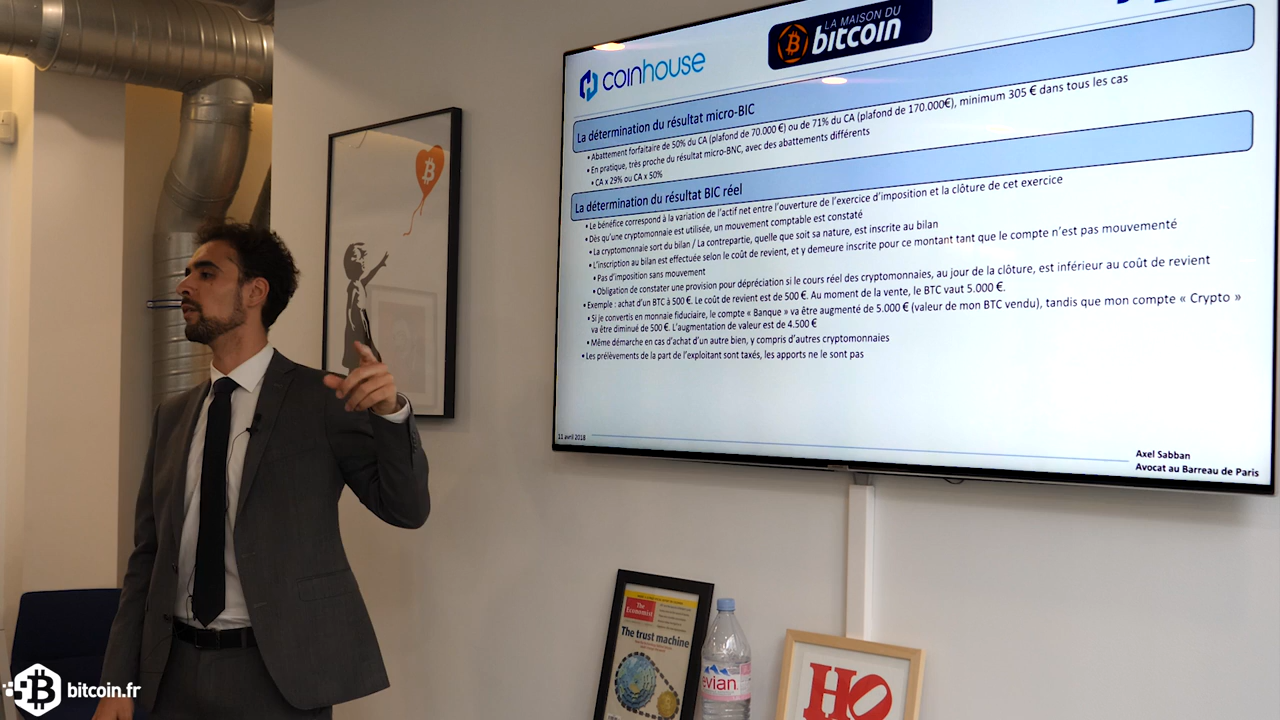 LA MAISON DU
bitcoin
coinhouse
La détermination du résultat micro-BIC
• Abattement forfaitaire de 50% du CA (plafond de 70.000 €) ou de 71% du CA (plafond de 170.000€), minimum 305 € dans tous les cas
• En pratique, très proche du résultat micro-BNC, avec des abattements différents
• CA x 29% ou CA x 50%
La détermination du résultat BIC réel
• Le bénéfice correspond à la variation de l'actif net entre l'ouverture de l'exercice d'imposition et la clôture de cet exercice
• Dès qu'une cryptomonnaie est utilisée, un mouvement comptable est constaté
• La cryptomonnaie sort du bilan / La contrepartie, quelle que soit sa nature, est inscrite au bilan
• L'inscription au bilan est effectuée selon le coût de revient, et y demeure inscrite pour ce montant tant que le compte n'est pas mouvementé
• Pas d'imposition sans mouvement
• Obligation de constater une provision pour dépréciation si le cours réel des cryptomonnaies, au jour de la clôture, est inférieur au coût de revient
• Exemple : achat d'un BTC à 500 €. Le coût de revient est de 500 €. Au moment de la vente, le BTC vaut 5.000 €.
• Si je convertis en monnaie fiduciaire, le compte « Banque » va être augmenté de 5.000 € (valeur de mon BTC vendu), tandis que mon compte « Crypto »
va être diminué de 500 €. L'augmentation de valeur est de 4.500 €
• Même démarche en cas d'achat d'un autre bien, y compris d'autres cryptomonnaies
• Les prélèvements de la part de l'exploitant sont taxés, les apports ne le sont pas
11 avril 2018
Axel Sabban
Avocat au Barreau de Paris
The
Economist
The trust machine
evian
HO
bitcoin.fr